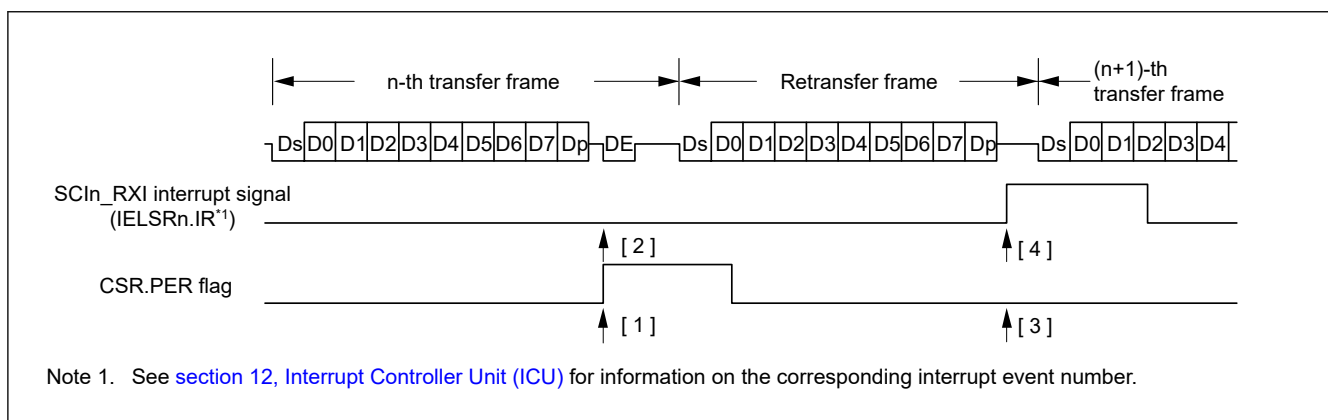 n-th transfer frame
Retransfer frame
(n+1)-th
transfer frame
Ds D0 D1 D2 D3 D4 D5 D6 D7 Dp DE Ds D0 D1 D2 D3 D4 D5 D6 D7 Dp Ds D0 D1 D2 D3 D4
SCIn_RXI interrupt signal
(IELSRn.IR*1)
[ 2 ] [ 4 ]
CSR.PER flag
[ 1 ] [ 3 ]
Note 1. See section 12, Interrupt Controller Unit (ICU) for information on the corresponding interrupt event number.